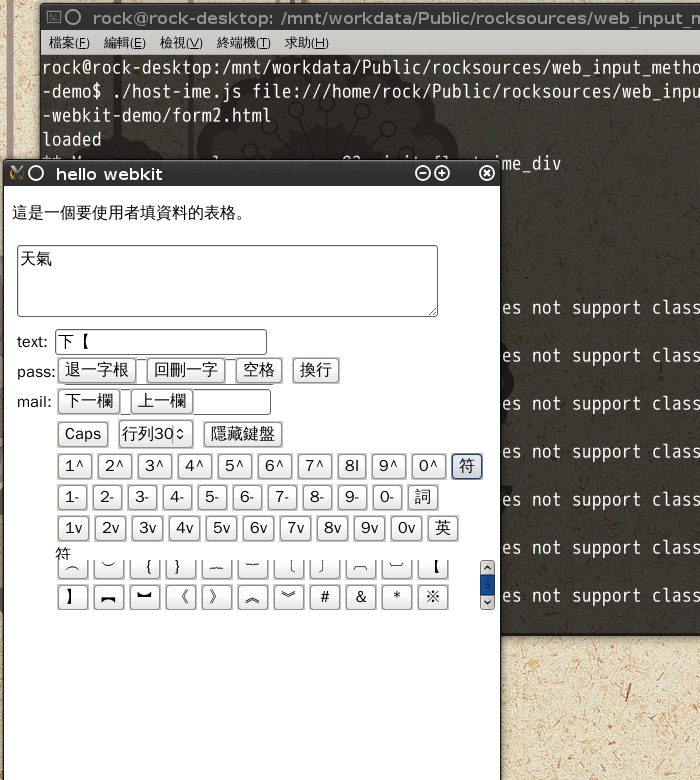 rock@rock-desktop: /mnt/workdata/Public/rocksources/web_input_m
檔案(F) 編輯(E) 檢視(V) 終端機(T) 求助(H)
rock@rock-desktop:/mnt/workdata/Public/rocksources/web_input_metho
-demo$ ./host-ime.js file:///home/rock/Public/rocksources/web_inpu
-webkit-demo/form2.html
loaded
ime_div
hello webkit
這是一個要使用者填資料的表格。
天氣
es not support class
text: 下【
es not support class
pass: 退一字根 回刪一字 空格 換行
mail: 下一欄 上一欄
es not support class
Caps 行列30 隱藏鍵盤
es not support class
1^ 2^ 3^ 4^ 5^ 6^ 7^ 8I 9^ 0^ 符
1- 2- 3- 4- 5- 6- 7- 8- 9- 0- 詞
es not support class
1v 2v 3v 4v 5v 6v 7v 8v 9v 0v 英
es not support class
符
︵ ︶ { } ︷ ︸ 〔 〕 ︹ ︺ 【
】 ︻ ︼ 《 》 ︽ ︾ # & * ※
es not support class